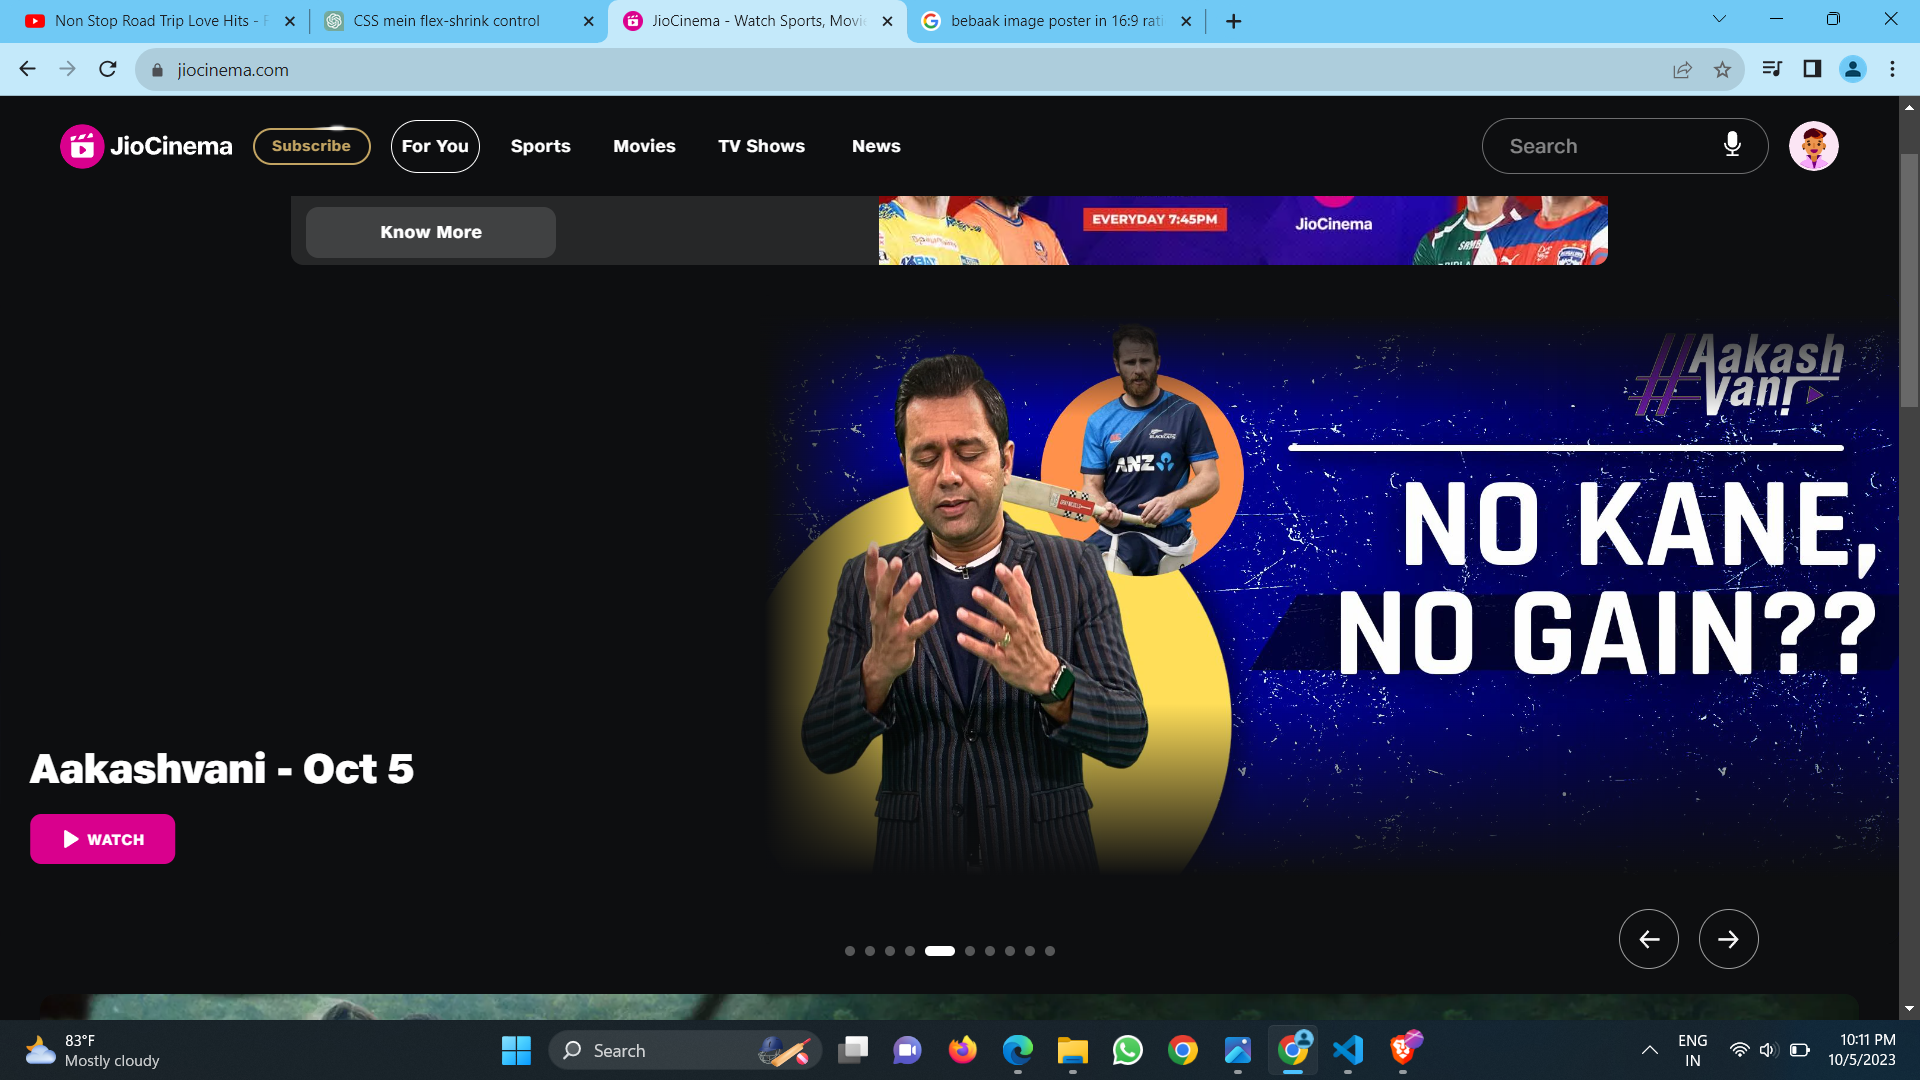 Non Stop Road Trip Love Hits -
CSS mein flex-shrink control
JioCinema - Watch Sports, Movi
bebaak image poster in 16:9 rati
jiocinema.com
JioCinema
Subscribe
For You
Sports
Movies
TV Shows
News
Search
Know More
EVERYDAY 7:45PM
JioCinema
#Aakash
Vani
BLACKCAPS
ANZ
NO KANE,
NO GAIN??
Aakashvani - Oct 5
WATCH
83°F
Mostly cloudy
Search
ENG
IN
10:11 PM
10/5/2023